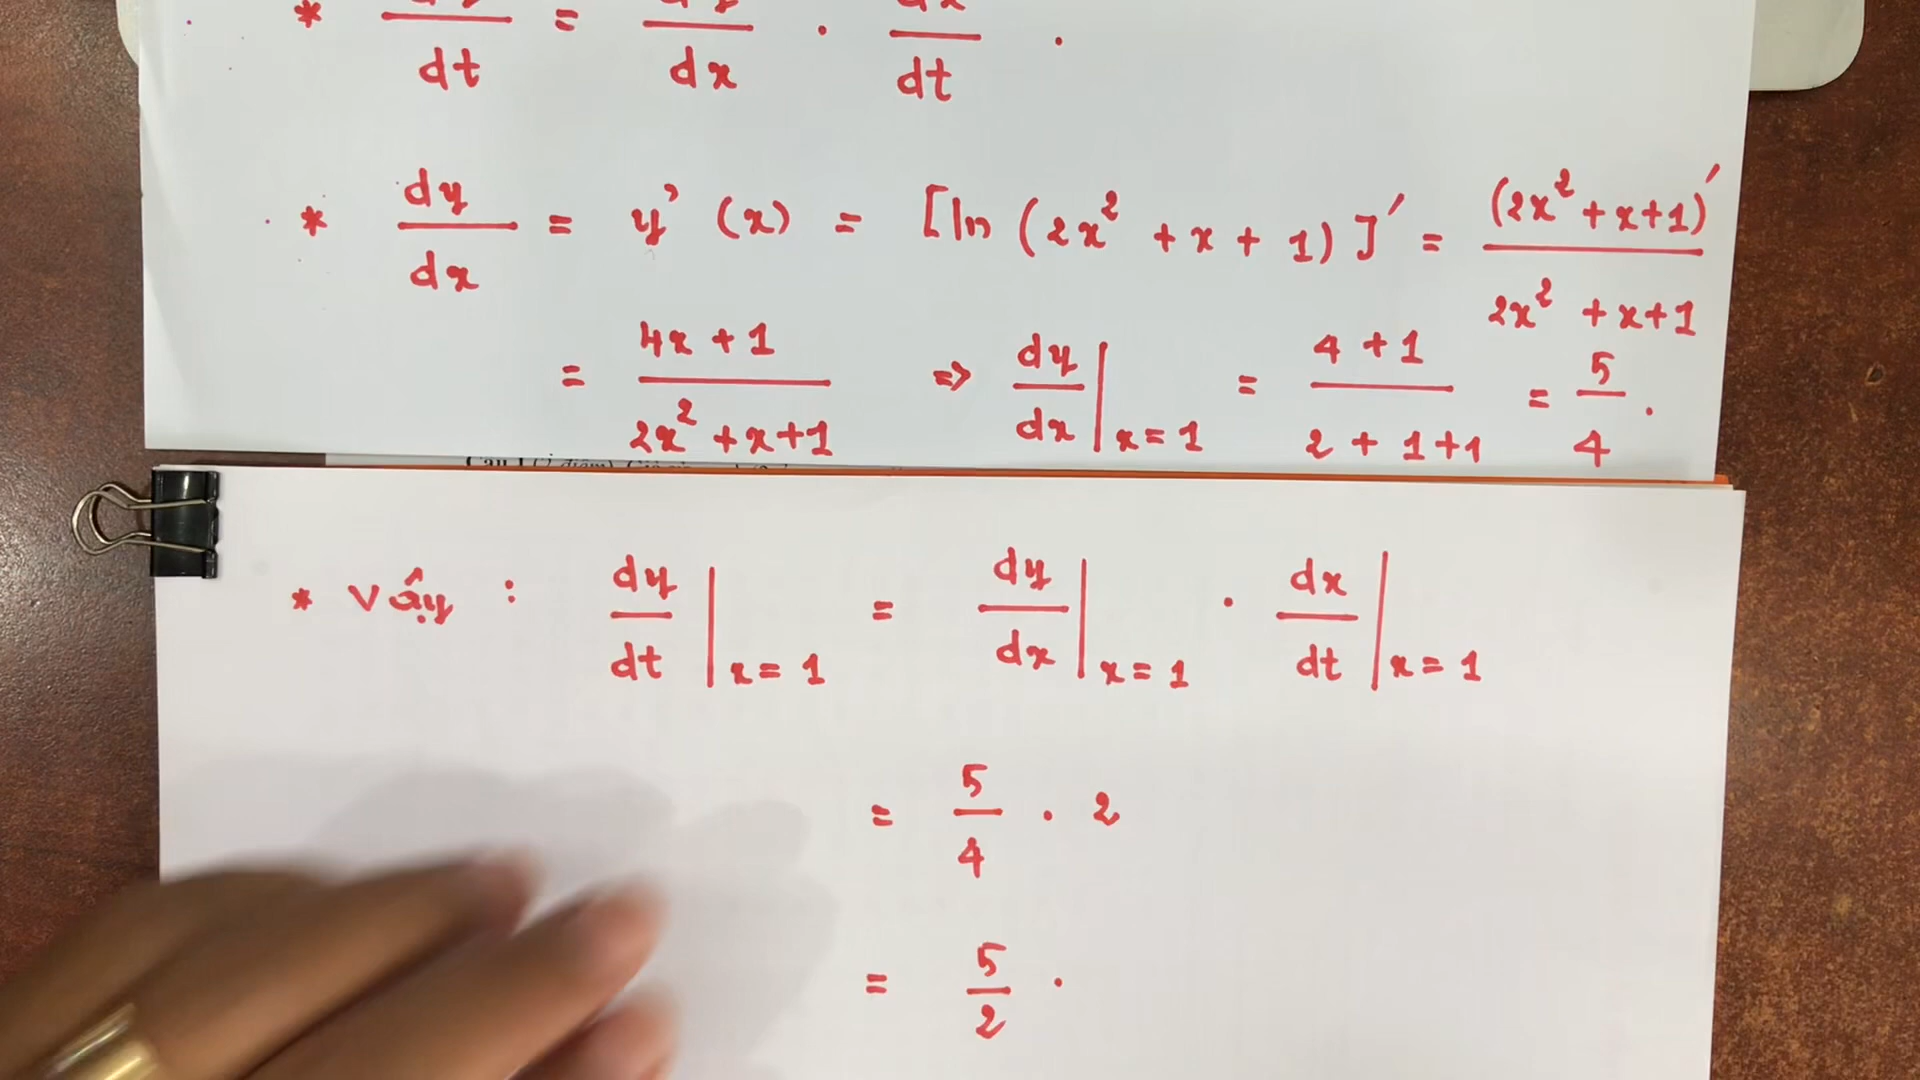 * dy/dt = dy/dx . dx/dt .
* dy/dx = y' (x) = [ln (2x² + x + 1)]' = (2x² + x+1)' / 2x² + x+1
= 4x + 1 / 2x² + x+1 => dy/dx |x=1 = 4 + 1 / 2 + 1+1 = 5/4 .
* Vậy : dy/dt |x=1 = dy/dx |x=1 . dx/dt |x=1
= 5/4 . 2
= 5/2 .